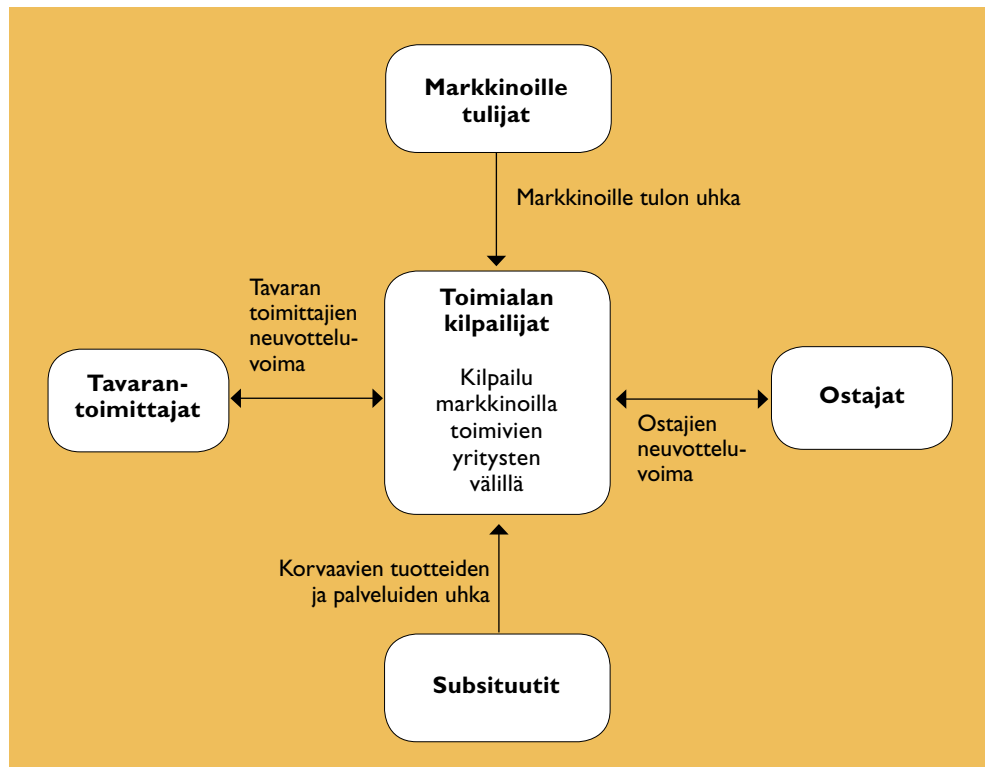 Markkinoille
tulijat
Markkinoille tulon uhka
Tavaran
toimittajien
neuvottelu-
voima
Toimialan
kilpailijat
Kilpailu
markkinoilla
toimivien
yritysten
välillä
Tavaran-
toimittajat
Ostajat
Ostajien
neuvottelu-
voima
Korvaavien tuotteiden
ja palveluiden uhka
Subsituutit